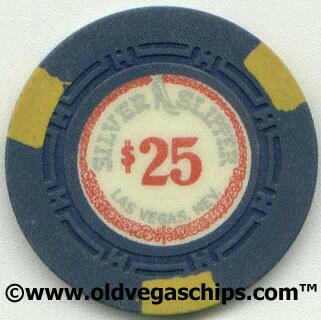 SILVER SLIPPER
$25
LAS VEGAS, NEV.
©www.oldvegaschips.com™